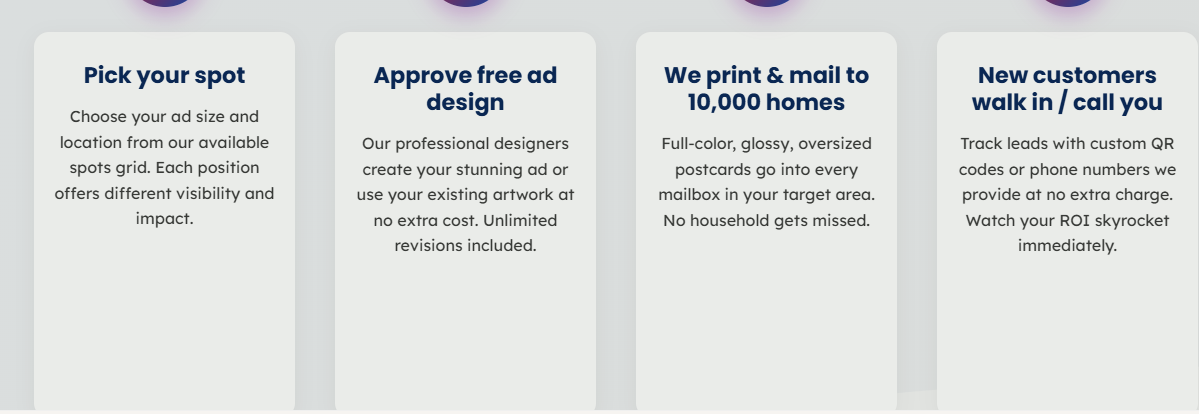 Pick your spot
Choose your ad size and
location from our available
spots grid. Each position
offers different visibility and
impact.
Approve free ad
design
Our professional designers
create your stunning ad or
use your existing artwork at
no extra cost. Unlimited
revisions included.
We print & mail to
10,000 homes
Full-color, glossy, oversized
postcards go into every
mailbox in your target area.
No household gets missed.
New customers
walk in / call you
Track leads with custom QR
codes or phone numbers we
provide at no extra charge.
Watch your ROI skyrocket
immediately.